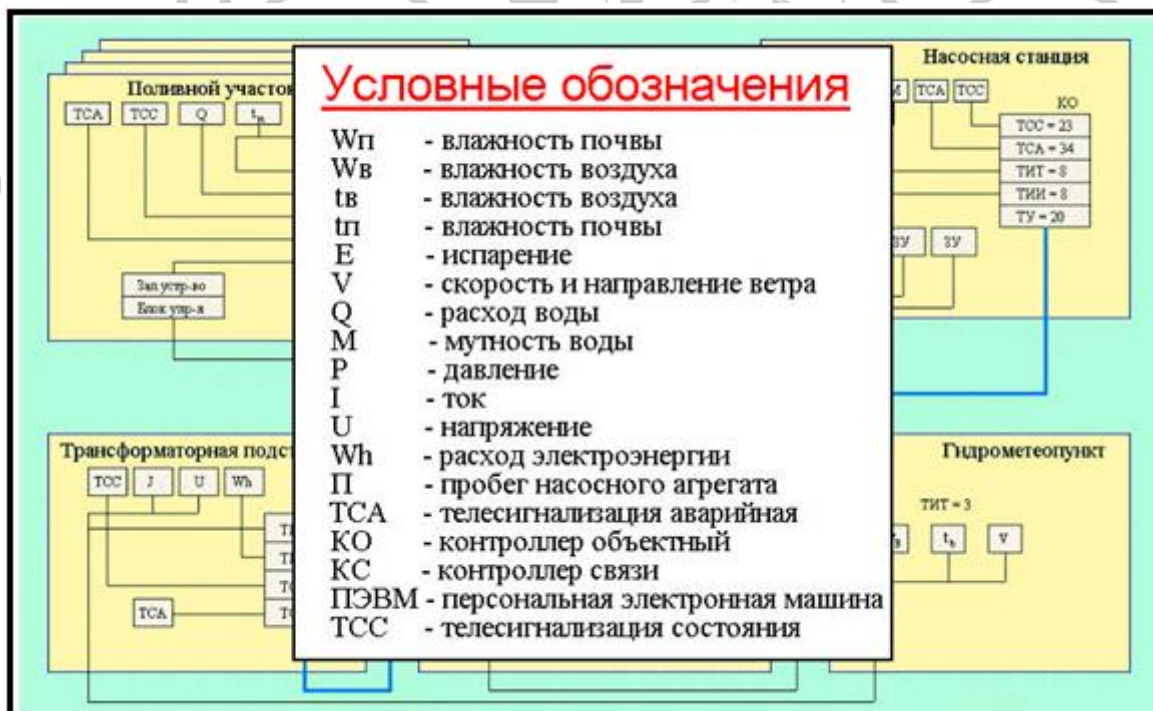 Поливной участок
ТСА ТСС Q tп
Зап устр-во
Блок упр-я
Условные обозначения
Wп - влажность почвы
Wв - влажность воздуха
tв - влажность воздуха
tп - влажность почвы
E - испарение
V - скорость и направление ветра
Q - расход воды
M - мутность воды
P - давление
I - ток
U - напряжение
Wh - расход электроэнергии
П - пробег насосного агрегата
ТСА - телесигнализация аварийная
КО - контроллер объектный
КС - контроллер связи
ПЭВМ - персональная электронная машина
ТСС - телесигнализация состояния
Насосная станция
ТСА ТСС
КО
ТСС = 23
ТСА = 34
ТИТ = 8
ТИИ = 8
ТУ = 20
ЗУ
Трансформаторная подст
ТСС J U Wh
ТСА
Гидрометеопункт
ТИТ = 3
tв V